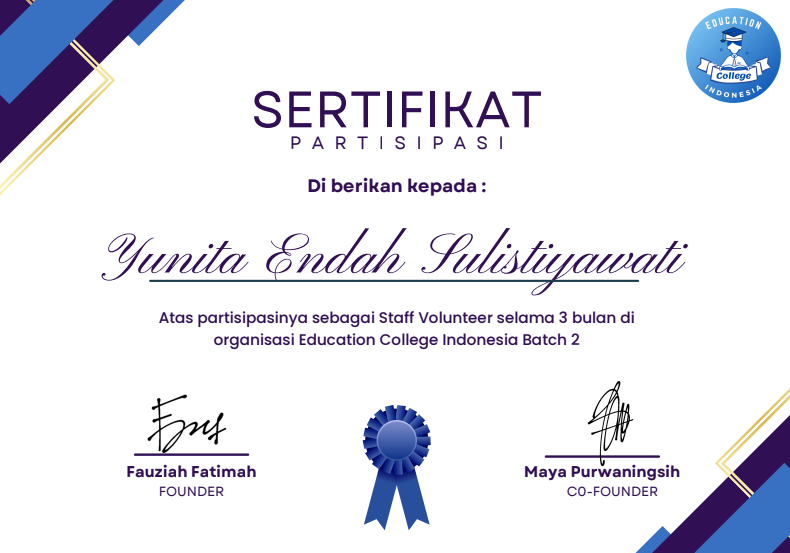 EDUCATION
College
INDONESIA
SERTIFIKAT
PARTISIPASI
Di berikan kepada :
Yunita Endah Sulistiyawati
Atas partisipasinya sebagai Staff Volunteer selama 3 bulan di
organisasi Education College Indonesia Batch 2
Fauziah Fatimah
FOUNDER
Maya Purwaningsih
C0-FOUNDER